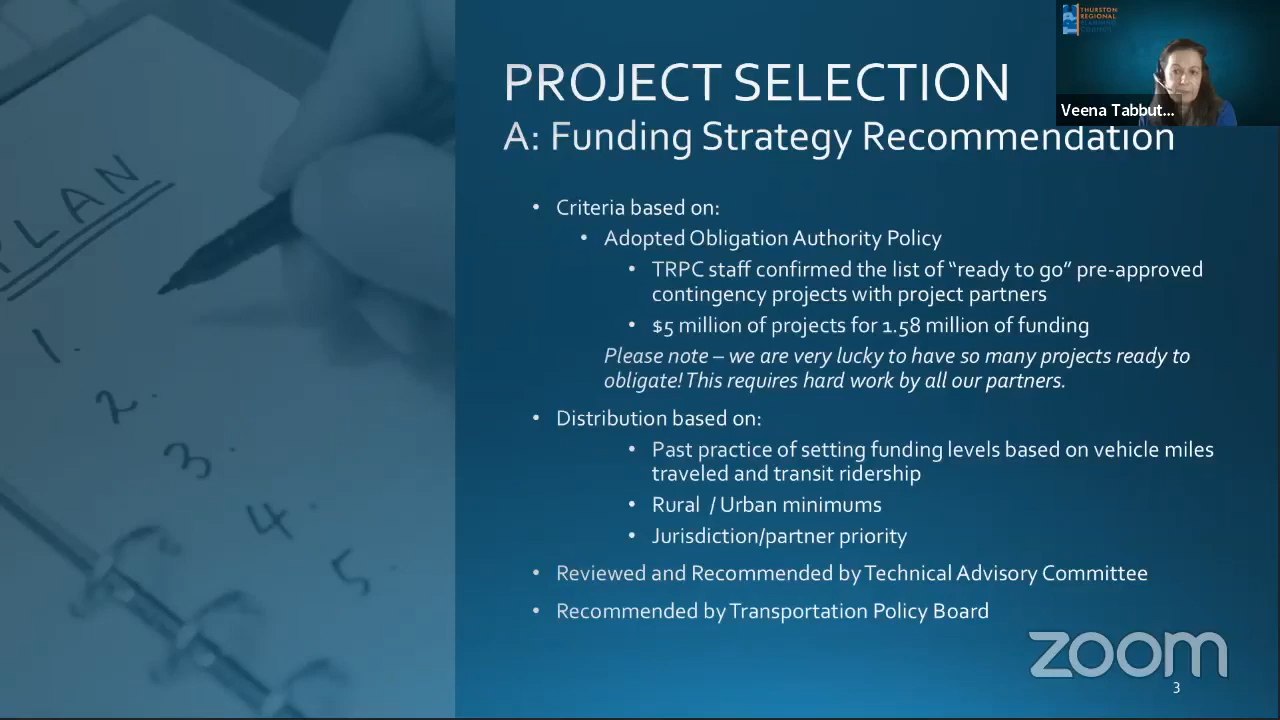 THURSTON
REGIONAL
PLANNING
COUNCIL
Veena Tabbut...
PROJECT SELECTION
A: Funding Strategy Recommendation
• Criteria based on:
• Adopted Obligation Authority Policy
• TRPC staff confirmed the list of “ready to go” pre-approved
contingency projects with project partners
• $5 million of projects for 1.58 million of funding
Please note – we are very lucky to have so many projects ready to
obligate! This requires hard work by all our partners.
• Distribution based on:
• Past practice of setting funding levels based on vehicle miles
traveled and transit ridership
• Rural / Urban minimums
• Jurisdiction/partner priority
• Reviewed and Recommended by Technical Advisory Committee
• Recommended by Transportation Policy Board
PLAN
1.
2.
3.
4.
5.
zoom
3